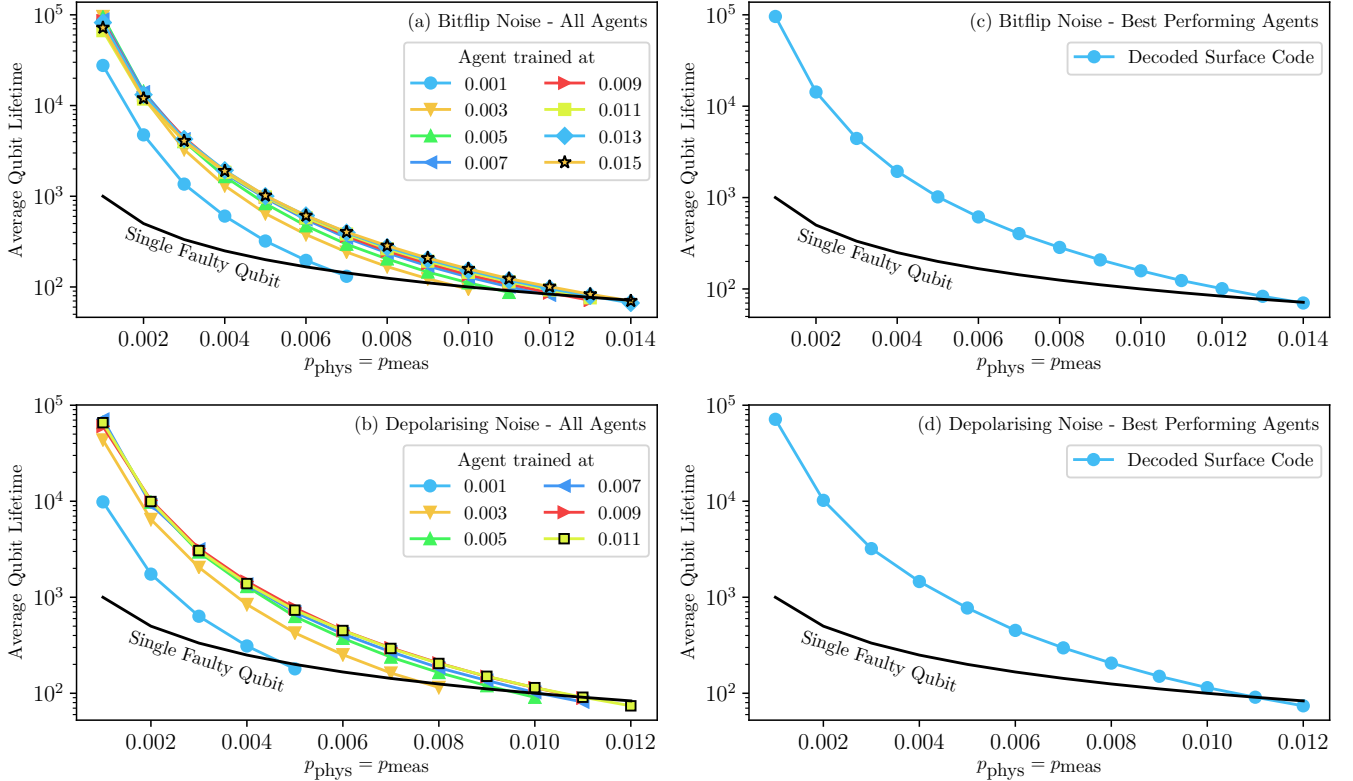 (a) Bitflip Noise - All Agents
Agent trained at
0.001 0.009
0.003 0.011
0.005 0.013
0.007 0.015
Single Faulty Qubit
Average Qubit Lifetime
10^5
10^4
10^3
10^2
0.002 0.004 0.006 0.008 0.010 0.012 0.014
p_phys = p_meas
(c) Bitflip Noise - Best Performing Agents
Decoded Surface Code
Single Faulty Qubit
Average Qubit Lifetime
10^5
10^4
10^3
10^2
0.002 0.004 0.006 0.008 0.010 0.012 0.014
p_phys = p_meas
(b) Depolarising Noise - All Agents
Agent trained at
0.001 0.007
0.003 0.009
0.005 0.011
Single Faulty Qubit
Average Qubit Lifetime
10^5
10^4
10^3
10^2
0.002 0.004 0.006 0.008 0.010 0.012
p_phys = p_meas
(d) Depolarising Noise - Best Performing Agents
Decoded Surface Code
Single Faulty Qubit
Average Qubit Lifetime
10^5
10^4
10^3
10^2
0.002 0.004 0.006 0.008 0.010 0.012
p_phys = p_meas